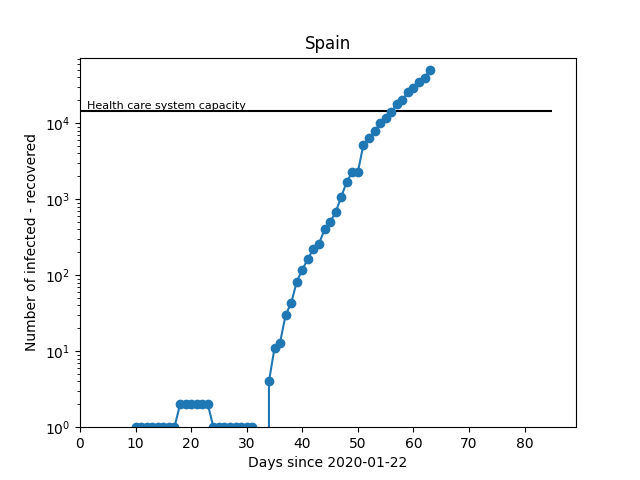 Spain
Number of infected - recovered
Health care system capacity
10⁴
10³
10²
10¹
10⁰
0 10 20 30 40 50 60 70 80
Days since 2020-01-22